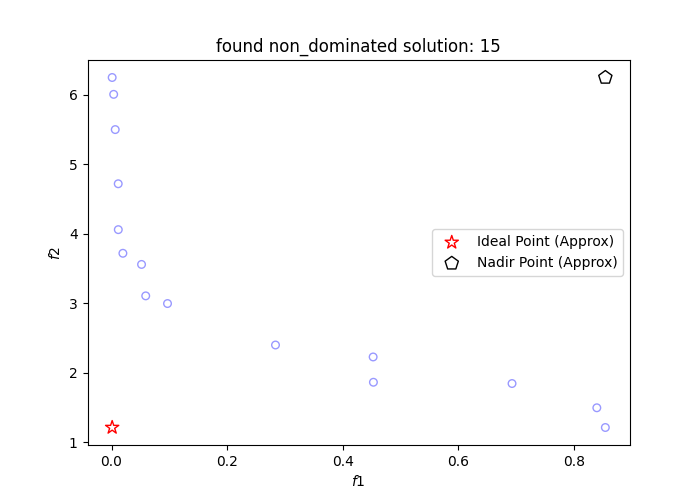 found non_dominated solution: 15
6
5
4
3
2
1
f2
Ideal Point (Approx)
Nadir Point (Approx)
0.0 0.2 0.4 0.6 0.8
f1